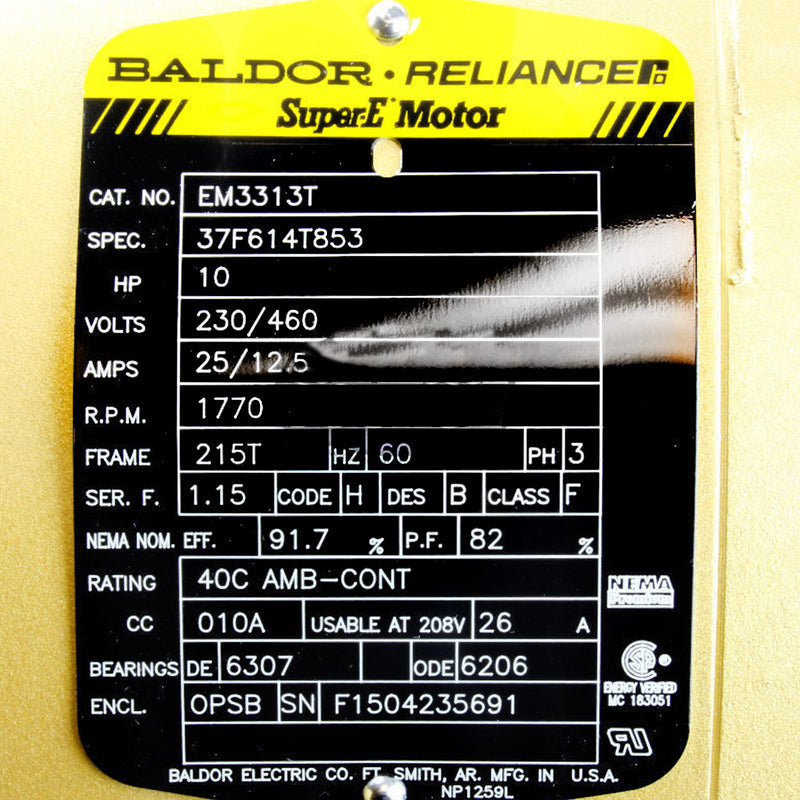 BALDOR • RELIANCE
Super-E Motor
CAT. NO. EM3313T
SPEC. 37F614T853
HP 10
VOLTS 230/460
AMPS 25/12.5
R.P.M. 1770
FRAME 215T HZ 60 PH 3
SER. F. 1.15 CODE H DES B CLASS F
NEMA NOM. EFF. 91.7 % P.F. 82 %
RATING 40C AMB-CONT
NEMA
Premium
CC 010A USABLE AT 208V 26 A
BEARINGS DE 6307 ODE 6206
ENERGY VERIFIED
MC 183051
ENCL. OPSB SN F1504235691
BALDOR ELECTRIC CO. FT. SMITH, AR. MFG. IN U.S.A.
NP1259L